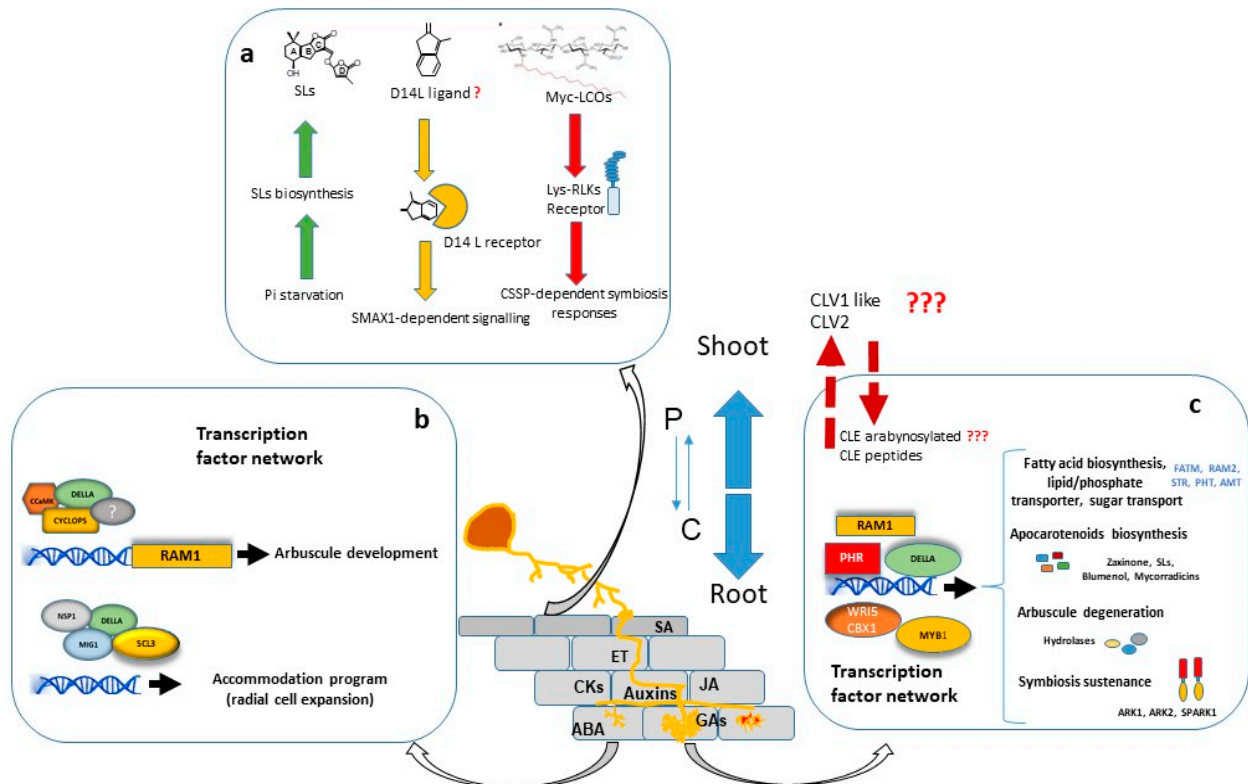 a
A
B
C
D
OH
SLs
D14L ligand ?
Myc-LCOs
SLs biosynthesis
Lys-RLKs
Receptor
D14 L receptor
Pi starvation
SMAX1-dependent signalling
CSSP-dependent symbiosis
responses
b
Transcription
factor network
CCaMK
DELLA
CYCLOPS
?
RAM1
Arbuscule development
NSP1
DELLA
MIG1
SCL3
Accommodation program
(radial cell expansion)
Shoot
P
C
Root
SA
ET
CKs
Auxins
JA
ABA
GAs
CLV1 like
CLV2
???
c
CLE arabynosylated ???
CLE peptides
RAM1
PHR
DELLA
WRI5
CBX1
MYB1
Transcription
factor network
Fatty acid biosynthesis,
lipid/phosphate
transporter, sugar transport
FATM, RAM2,
STR, PHT, AMT
Apocarotenoids biosynthesis
Zaxinone, SLs,
Blumenol, Mycorradicins
Arbuscule degeneration
Hydrolases
Symbiosis sustenance
ARK1, ARK2, SPARK1